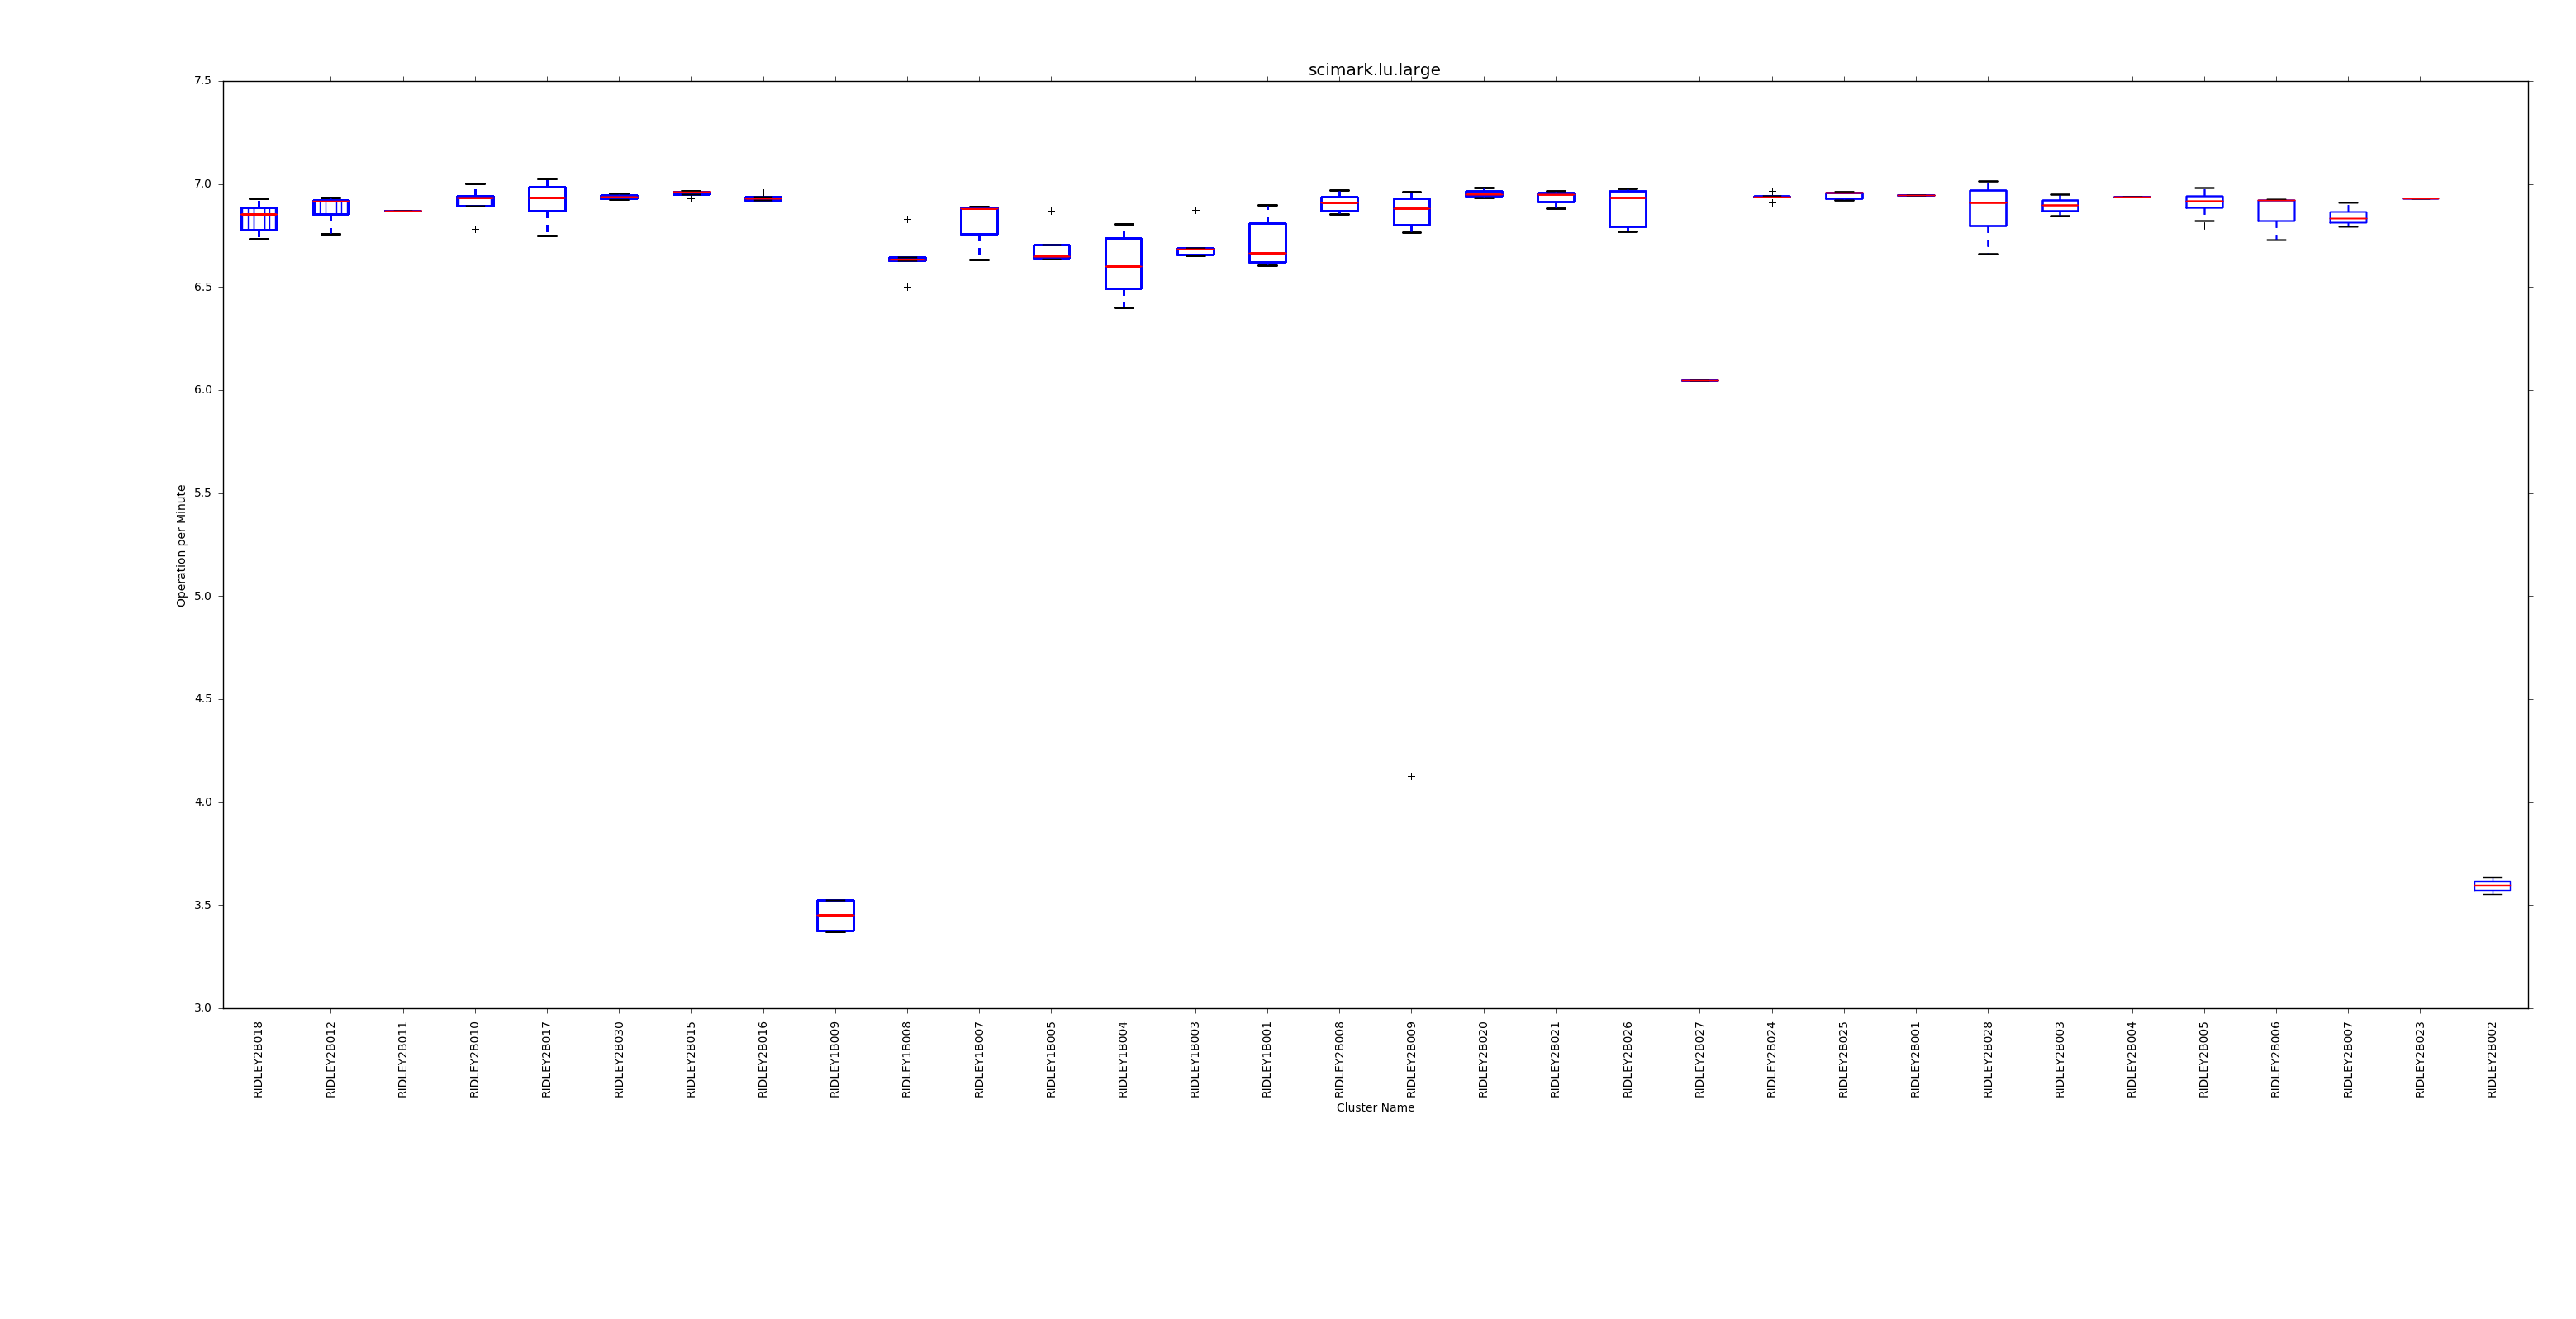 scimark.lu.large
7.5
7.0
6.5
6.0
5.5
5.0
4.5
4.0
3.5
3.0
Operation per Minute
RIDLEY2B018
RIDLEY2B012
RIDLEY2B011
RIDLEY2B010
RIDLEY2B017
RIDLEY2B030
RIDLEY2B015
RIDLEY2B016
RIDLEY1B009
RIDLEY1B008
RIDLEY1B007
RIDLEY1B005
RIDLEY1B004
RIDLEY1B003
RIDLEY1B001
RIDLEY2B008
RIDLEY2B009
RIDLEY2B020
RIDLEY2B021
RIDLEY2B026
RIDLEY2B027
RIDLEY2B024
RIDLEY2B025
RIDLEY2B001
RIDLEY2B028
RIDLEY2B003
RIDLEY2B004
RIDLEY2B005
RIDLEY2B006
RIDLEY2B007
RIDLEY2B023
RIDLEY2B002
Cluster Name